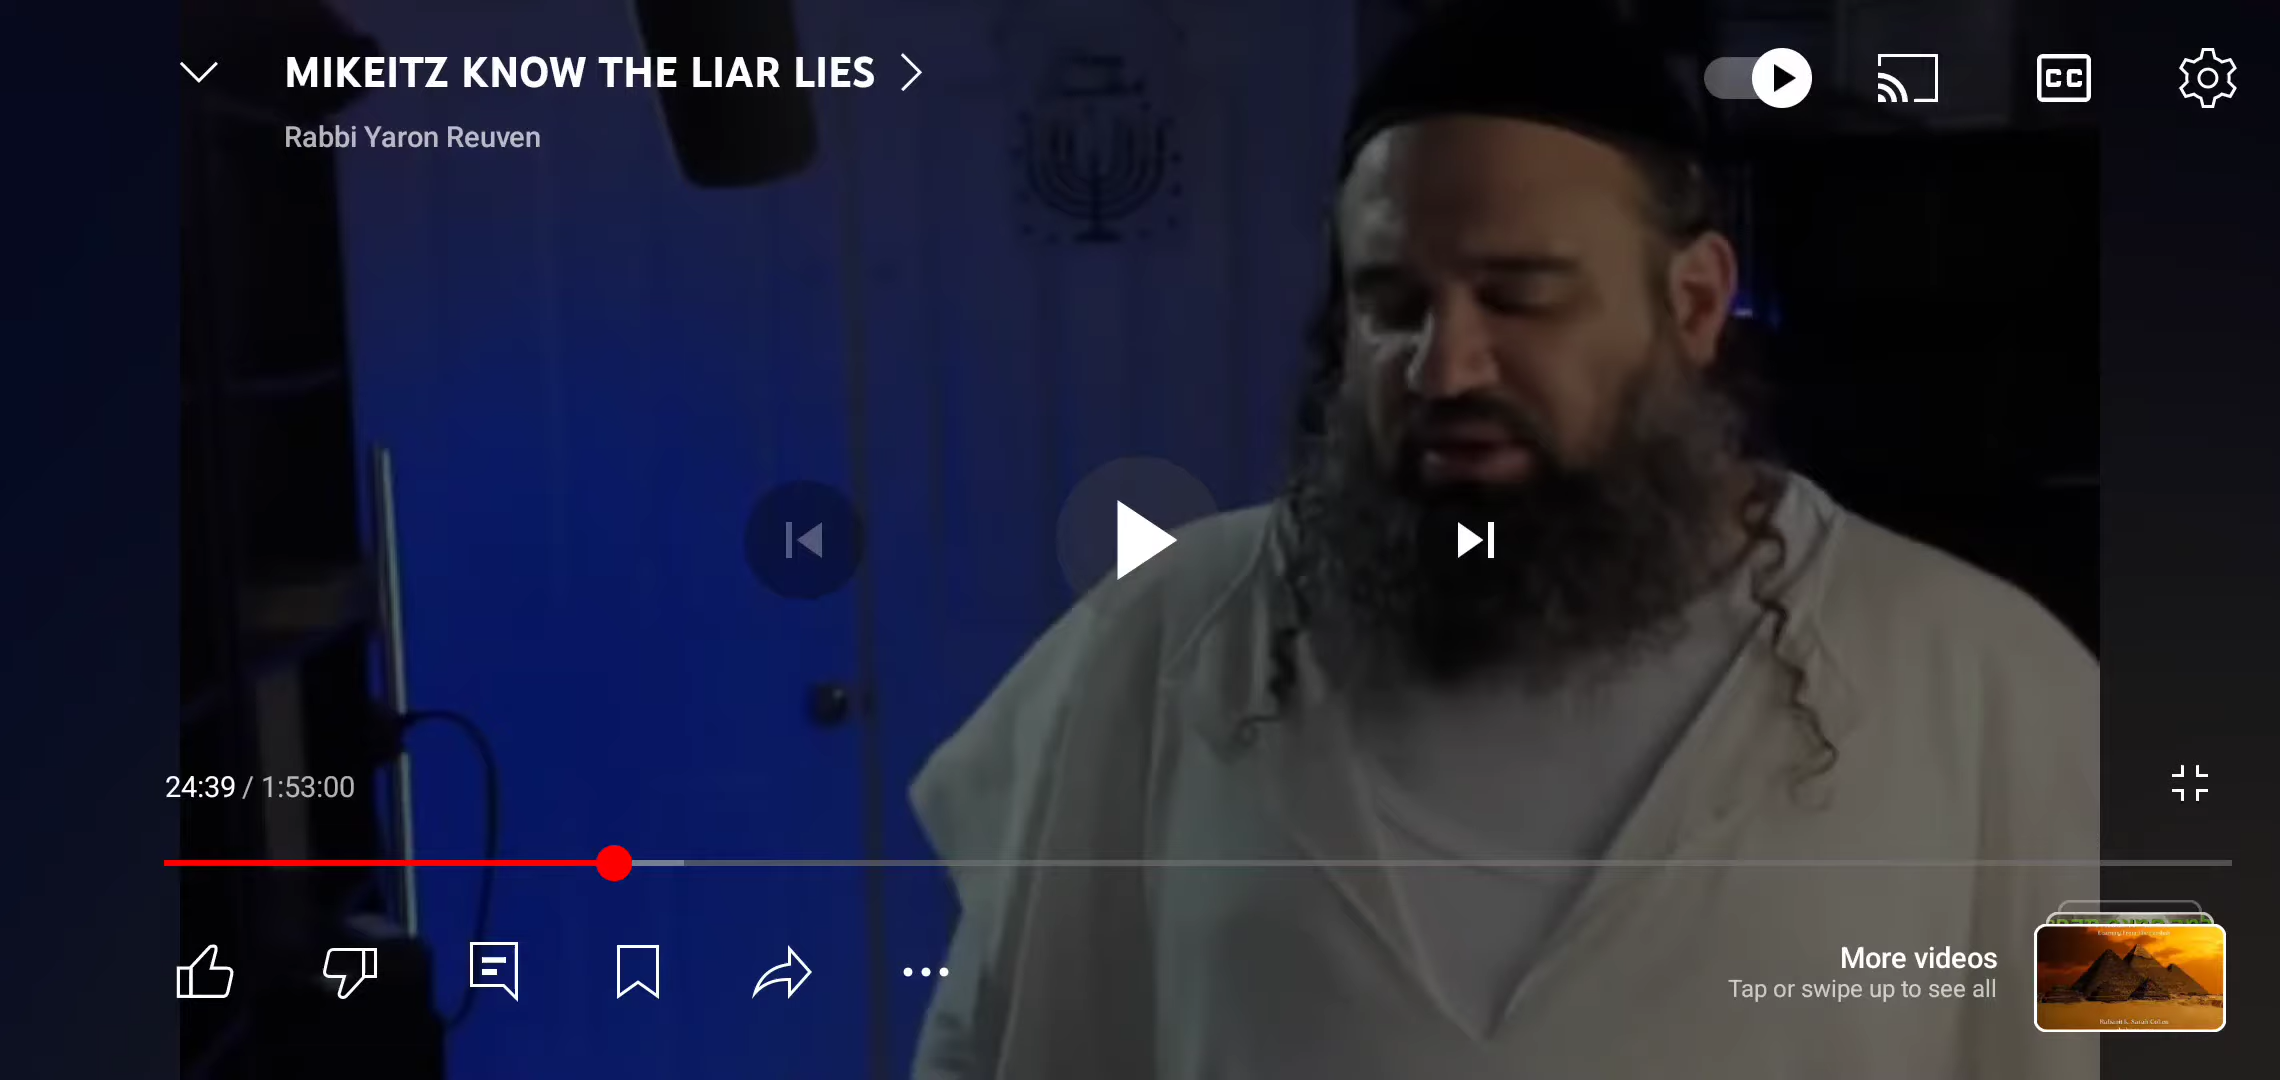 MIKEITZ KNOW THE LIAR LIES
Rabbi Yaron Reuven
CC
24:39 / 1:53:00
More videos
Tap or swipe up to see all